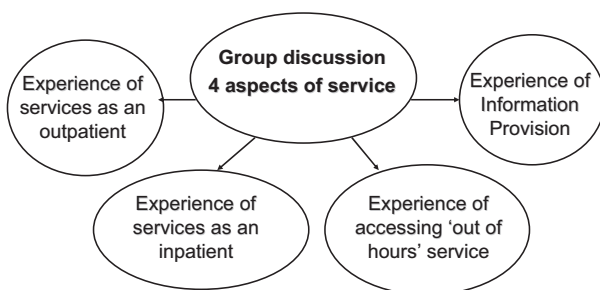 Group discussion
4 aspects of service
Experience of
services as an
outpatient
Experience of
Information
Provision
Experience of
services as an
inpatient
Experience of
accessing ‘out of
hours’ service